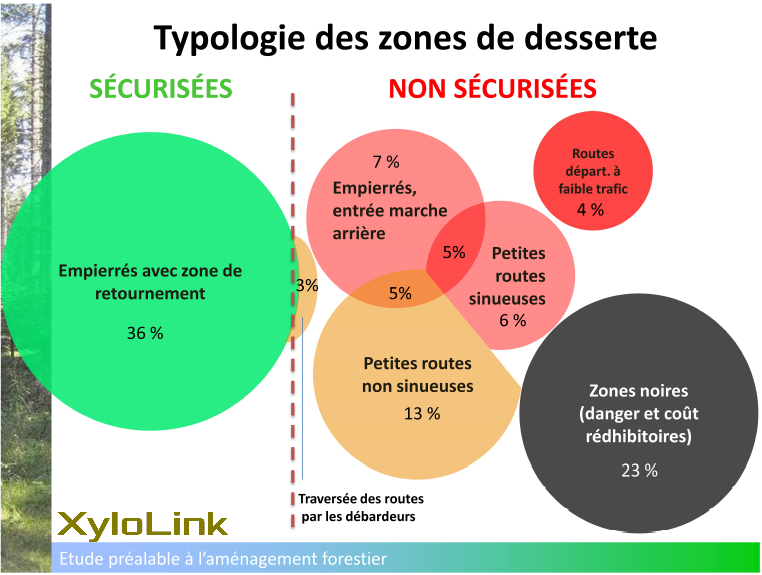 Typologie des zones de desserte
SÉCURISÉES
NON SÉCURISÉES
Empierrés avec zone de
retournement
36 %
3%
7 %
Empierrés,
entrée marche
arrière
5%
5%
Petites
routes
sinueuses
6 %
Routes
départ. à
faible trafic
4 %
Petites routes
non sinueuses
13 %
Zones noires
(danger et coût
rédhibitoires)
23 %
Traversée des routes
par les débardeurs
XyloLink
Etude préalable à l'aménagement forestier